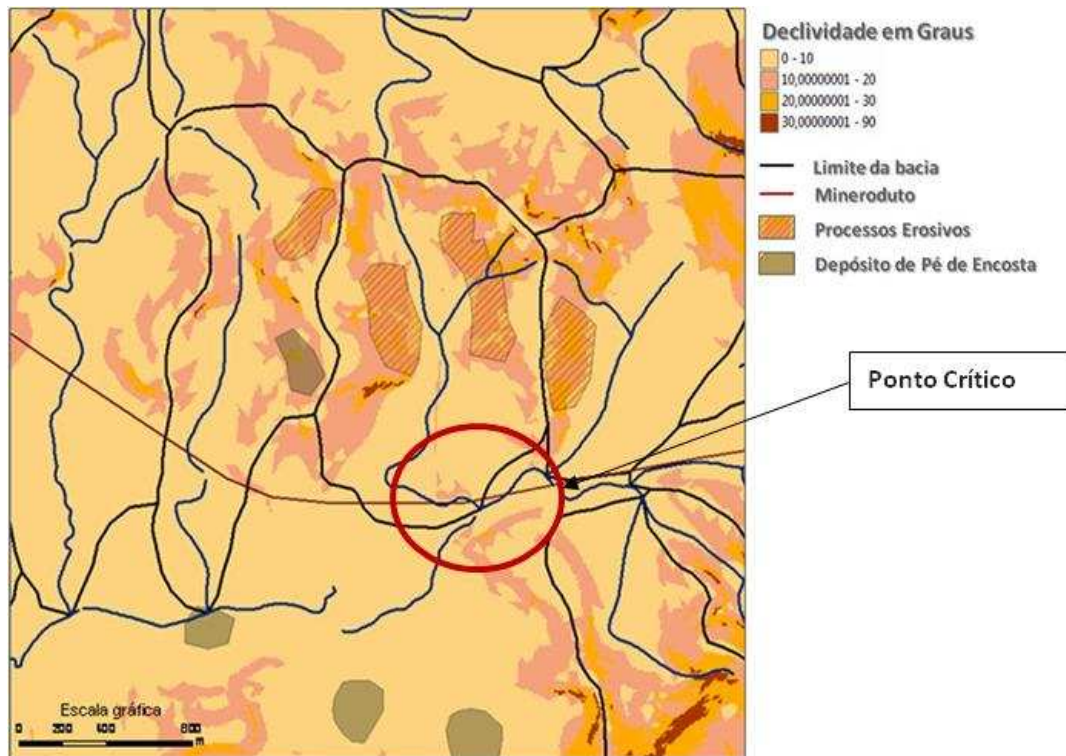 Declividade em Graus
0 - 10
10,00000001 - 20
20,00000001 - 30
30,00000001 - 90
Limite da bacia
Mineroduto
Processos Erosivos
Depósito de Pé de Encosta
Ponto Crítico
Escala gráfica
0 200 400 800
m